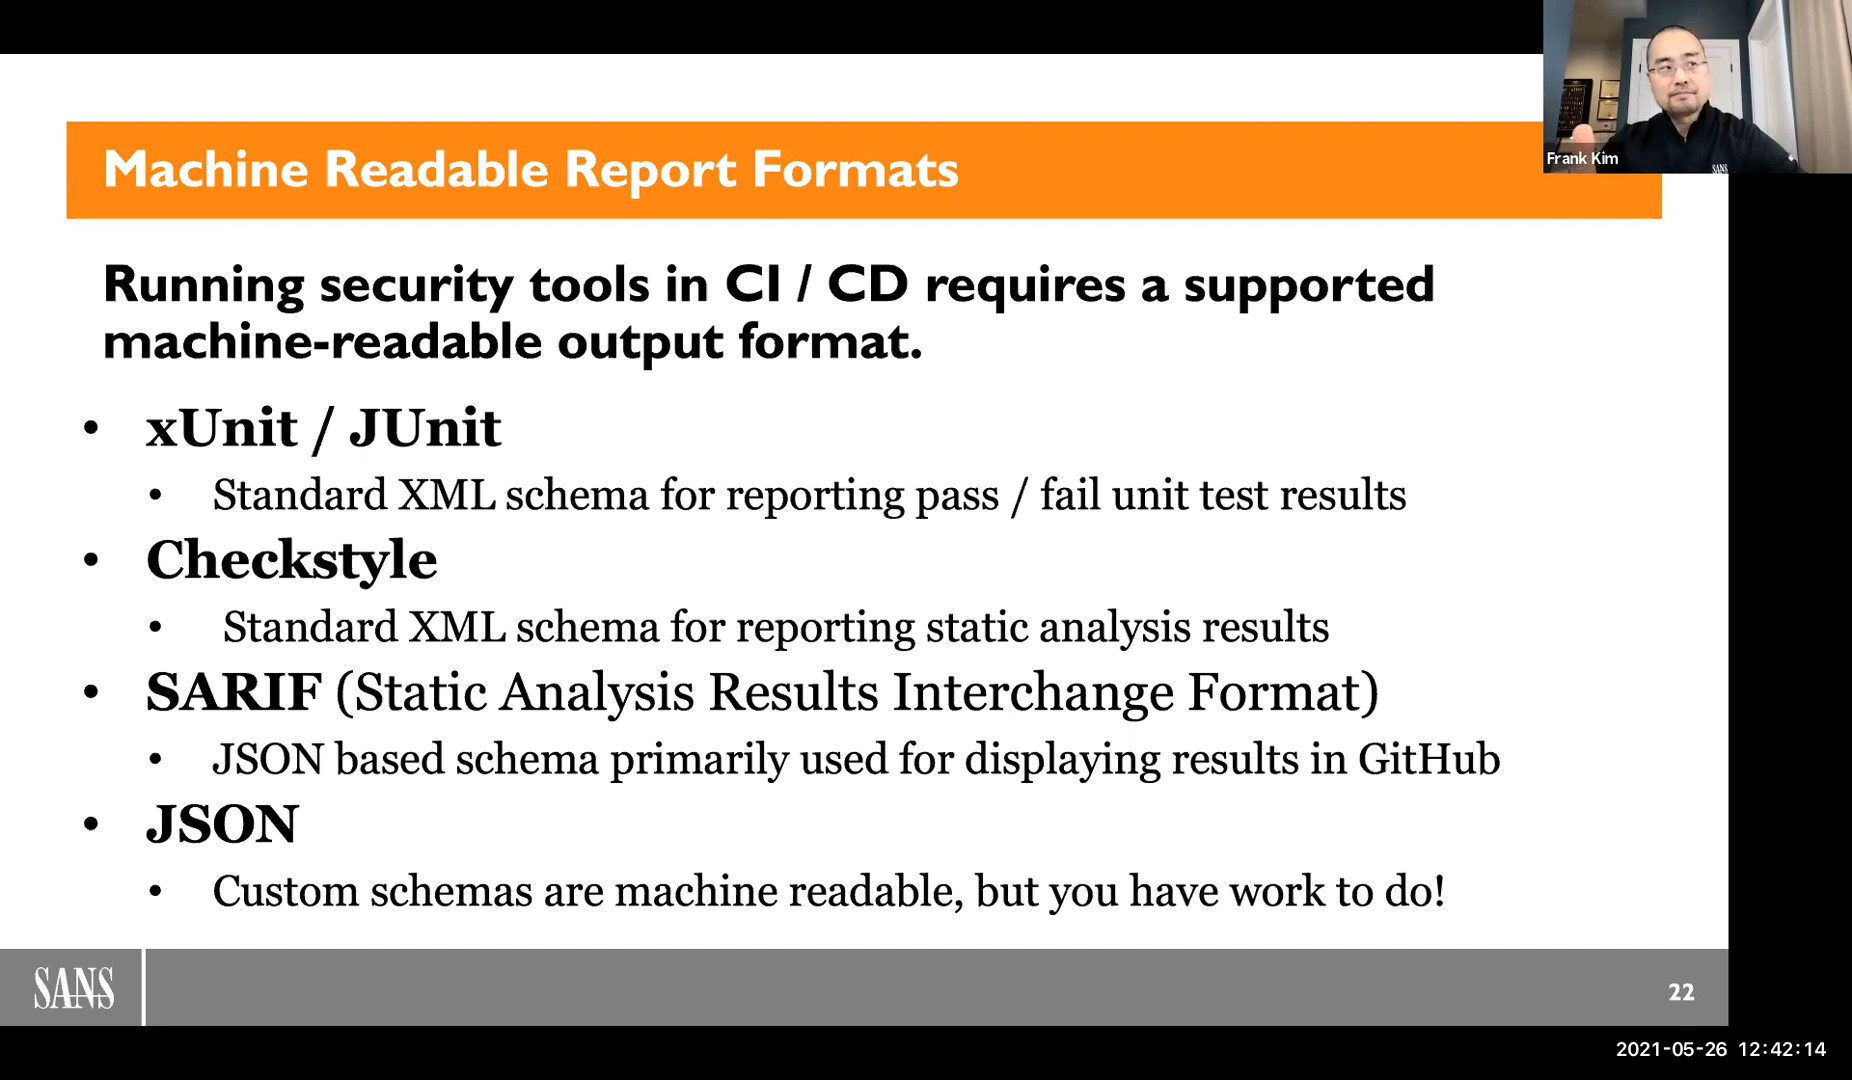 Machine Readable Report Formats
Frank Kim
SANS
Running security tools in CI / CD requires a supported
machine-readable output format.
• xUnit / JUnit
• Standard XML schema for reporting pass / fail unit test results
• Checkstyle
• Standard XML schema for reporting static analysis results
• SARIF (Static Analysis Results Interchange Format)
• JSON based schema primarily used for displaying results in GitHub
• JSON
• Custom schemas are machine readable, but you have work to do!
SANS
22
2021-05-26 12:42:14